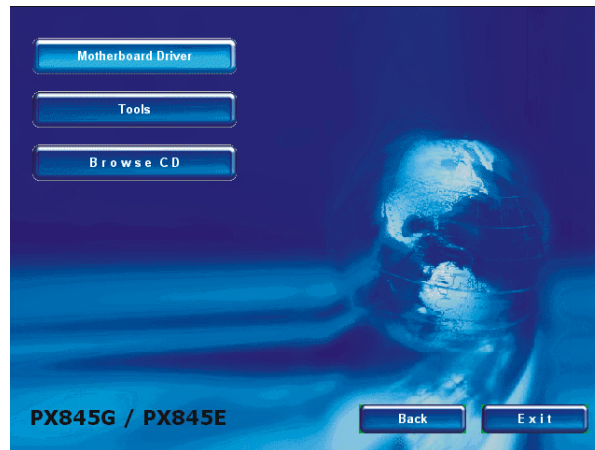 Motherboard Driver
Tools
Browse CD
PX845G / PX845E
Back
Exit